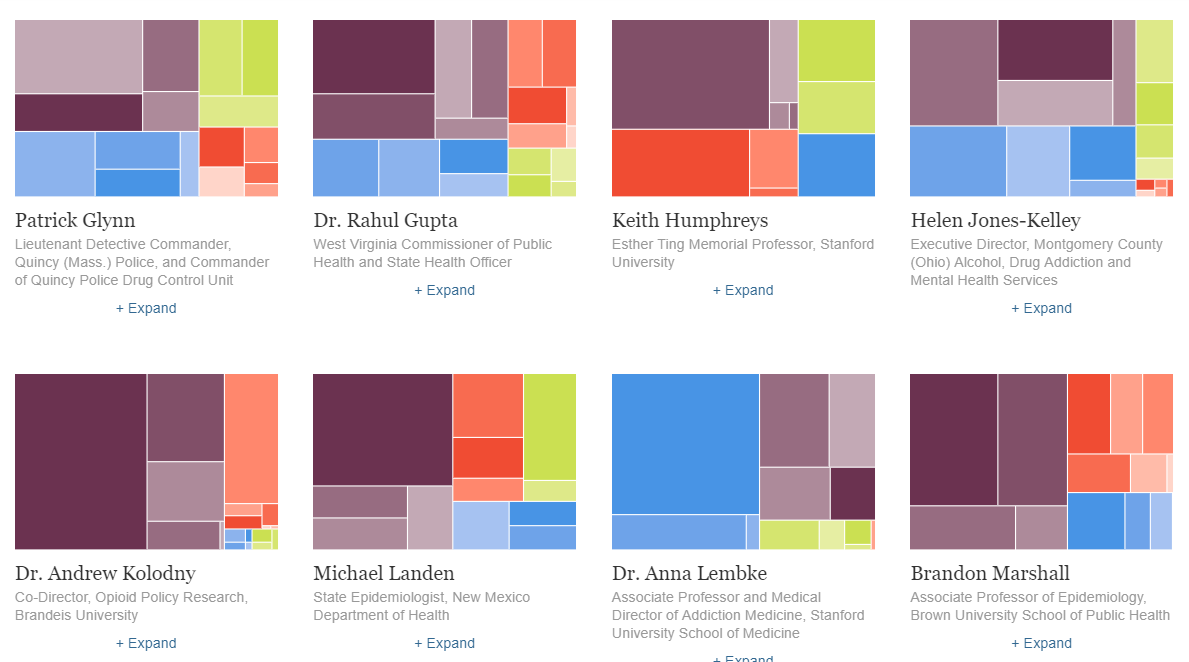 Patrick Glynn
Lieutenant Detective Commander,
Quincy (Mass.) Police, and Commander
of Quincy Police Drug Control Unit
+ Expand
Dr. Rahul Gupta
West Virginia Commissioner of Public
Health and State Health Officer
+ Expand
Keith Humphreys
Esther Ting Memorial Professor, Stanford
University
+ Expand
Helen Jones-Kelley
Executive Director, Montgomery County
(Ohio) Alcohol, Drug Addiction and
Mental Health Services
+ Expand
Dr. Andrew Kolodny
Co-Director, Opioid Policy Research,
Brandeis University
+ Expand
Michael Landen
State Epidemiologist, New Mexico
Department of Health
+ Expand
Dr. Anna Lembke
Associate Professor and Medical
Director of Addiction Medicine, Stanford
University School of Medicine
+ Expand
Brandon Marshall
Associate Professor of Epidemiology,
Brown University School of Public Health
+ Expand